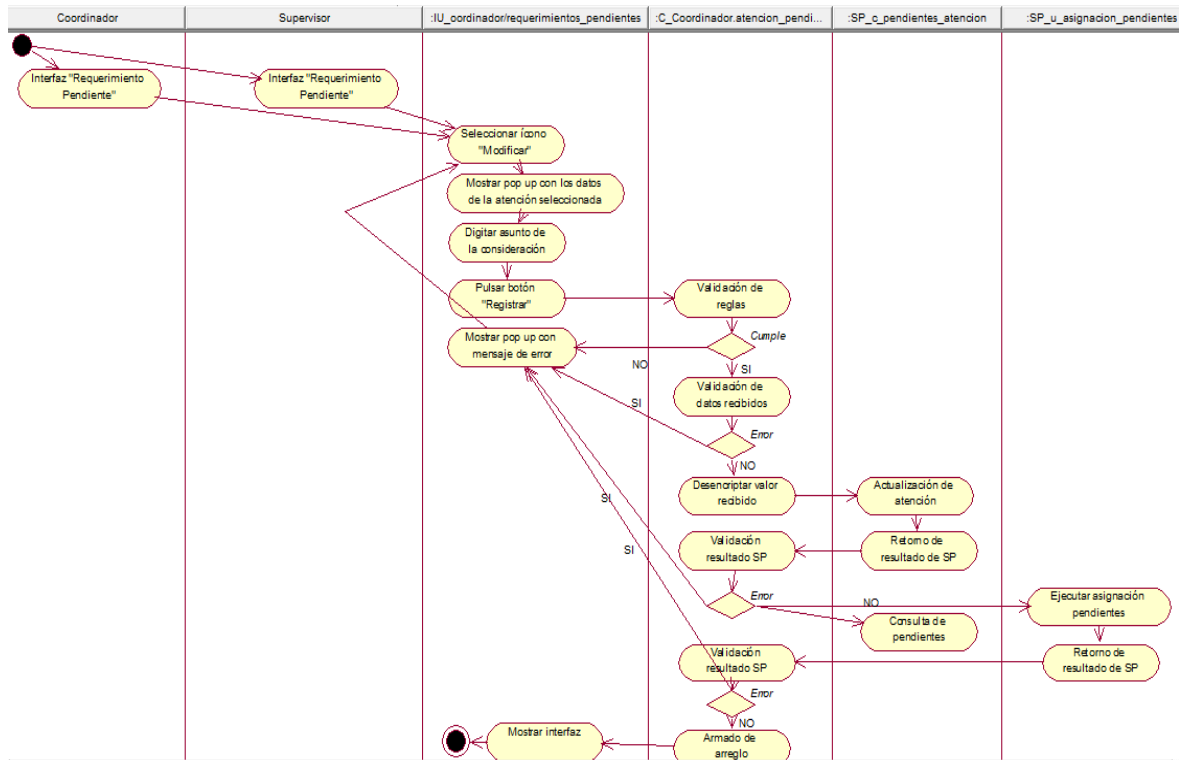 Coordinador
Supervisor
:IU_oordinador/requerimientos_pendientes
:C_Coordinador.atencion_pendi...
:SP_c_pendientes_atencion
:SP_u_asignacion_pendientes
Interfaz "Requerimiento
Pendiente"
Interfaz "Requerimiento
Pendiente"
Seleccionar ícono
"Modificar"
Mostrar pop up con los datos
de la atención seleccionada
Digitar asunto de
la consideración
Pulsar botón
"Registrar"
Validación de
reglas
Mostrar pop up con
mensaje de error
Cumple
NO
SI
Validación de
datos recibidos
SI
Error
NO
Desencriptar valor
recibido
Actualización de
atención
SI
Validación
resultado SP
Retorno de
resultado de SP
SI
Error
NO
Ejecutar asignación
pendientes
Consulta de
pendientes
Validación
resultado SP
Retorno de
resultado de SP
Error
NO
Mostrar interfaz
Armado de
arreglo